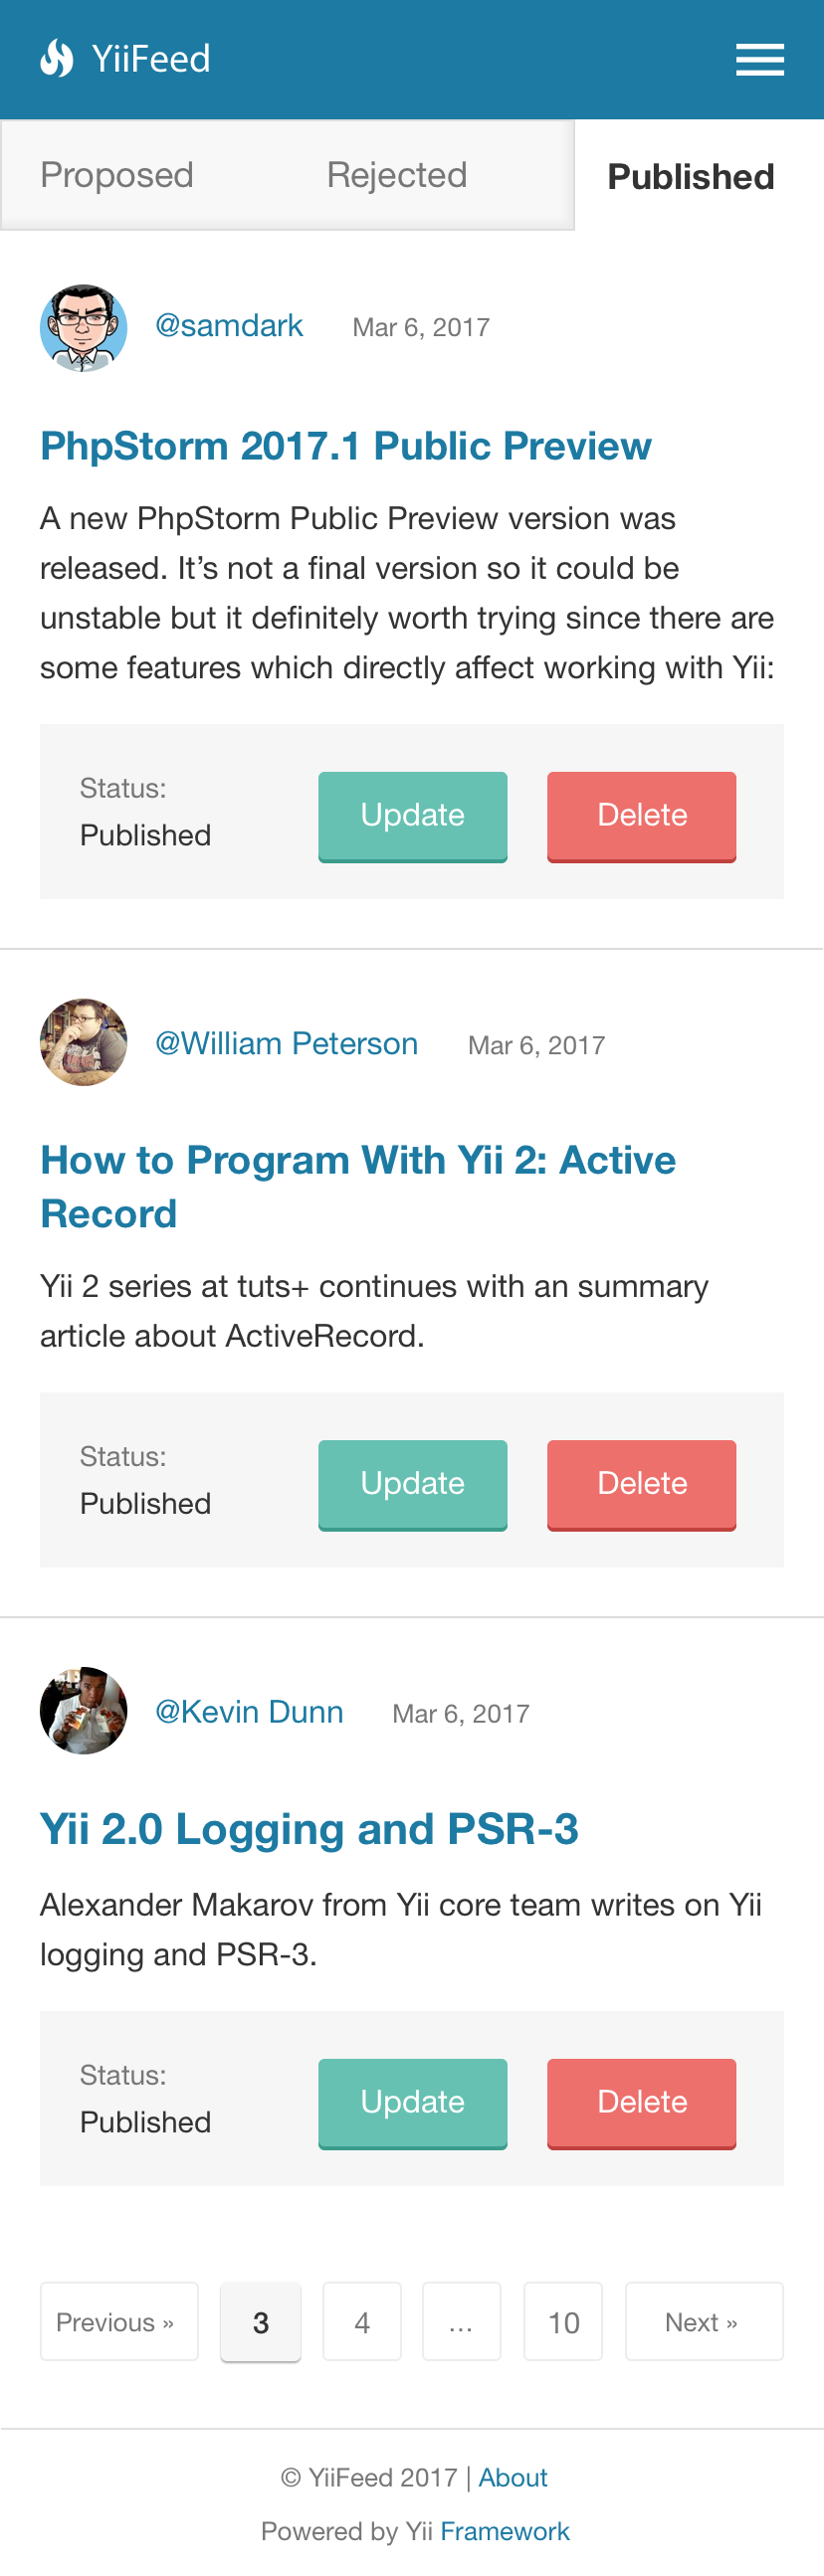 YiiFeed
Proposed Rejected Published
@samdark Mar 6, 2017
PhpStorm 2017.1 Public Preview
A new PhpStorm Public Preview version was
released. It’s not a final version so it could be
unstable but it definitely worth trying since there are
some features which directly affect working with Yii:
Status:
Published
Update Delete
@William Peterson Mar 6, 2017
How to Program With Yii 2: Active
Record
Yii 2 series at tuts+ continues with an summary
article about ActiveRecord.
Status:
Published
Update Delete
@Kevin Dunn Mar 6, 2017
Yii 2.0 Logging and PSR-3
Alexander Makarov from Yii core team writes on Yii
logging and PSR-3.
Status:
Published
Update Delete
Previous » 3 4 ... 10 Next »
© YiiFeed 2017 | About
Powered by Yii Framework